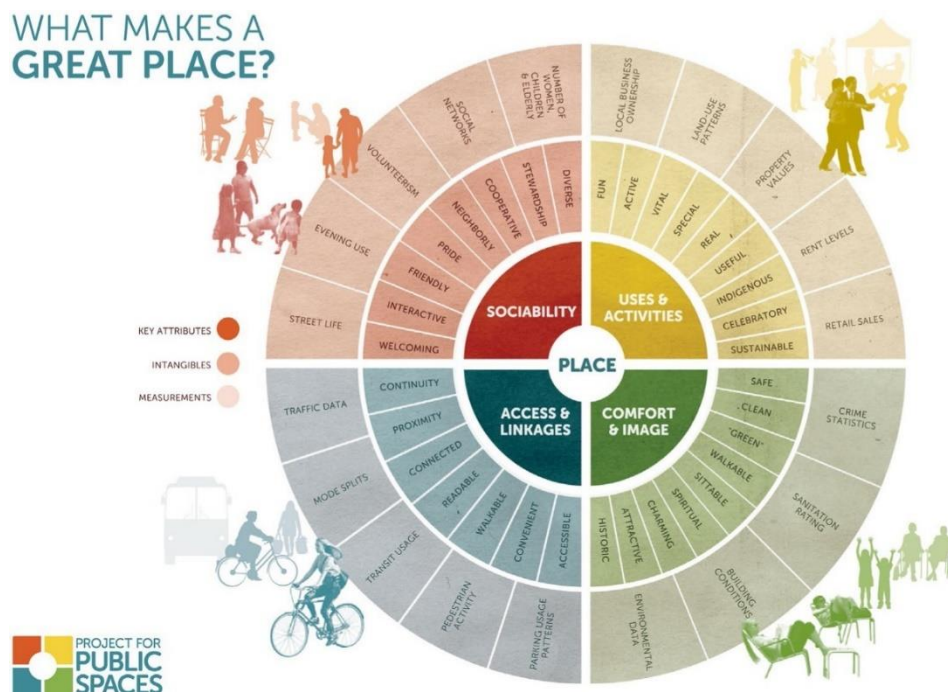 WHAT MAKES A
GREAT PLACE?
KEY ATTRIBUTES
INTANGIBLES
MEASUREMENTS
PLACE
SOCIABILITY
USES &
ACTIVITIES
ACCESS &
LINKAGES
COMFORT
& IMAGE
WELCOMING
INTERACTIVE
FRIENDLY
PRIDE
NEIGHBORLY
COOPERATIVE
STEWARDSHIP
DIVERSE
STREET LIFE
EVENING USE
VOLUNTEERISM
SOCIAL
NETWORKS
NUMBER OF
WOMEN,
CHILDREN
& ELDERLY
FUN
ACTIVE
VITAL
SPECIAL
REAL
USEFUL
INDIGENOUS
CELEBRATORY
SUSTAINABLE
LOCAL BUSINESS
OWNERSHIP
LAND-USE
PATTERNS
PROPERTY
VALUES
RENT LEVELS
RETAIL SALES
SAFE
CLEAN
"GREEN"
WALKABLE
SITTABLE
SPIRITUAL
CHARMING
ATTRACTIVE
HISTORIC
CRIME
STATISTICS
SANITATION
RATING
BUILDING
CONDITIONS
ENVIRONMENTAL
DATA
CONTINUITY
PROXIMITY
CONNECTED
READABLE
WALKABLE
CONVENIENT
ACCESSIBLE
TRAFFIC DATA
MODE SPLITS
TRANSIT USAGE
PEDESTRIAN
ACTIVITY
PARKING USAGE
PATTERNS
PROJECT FOR
PUBLIC
SPACES